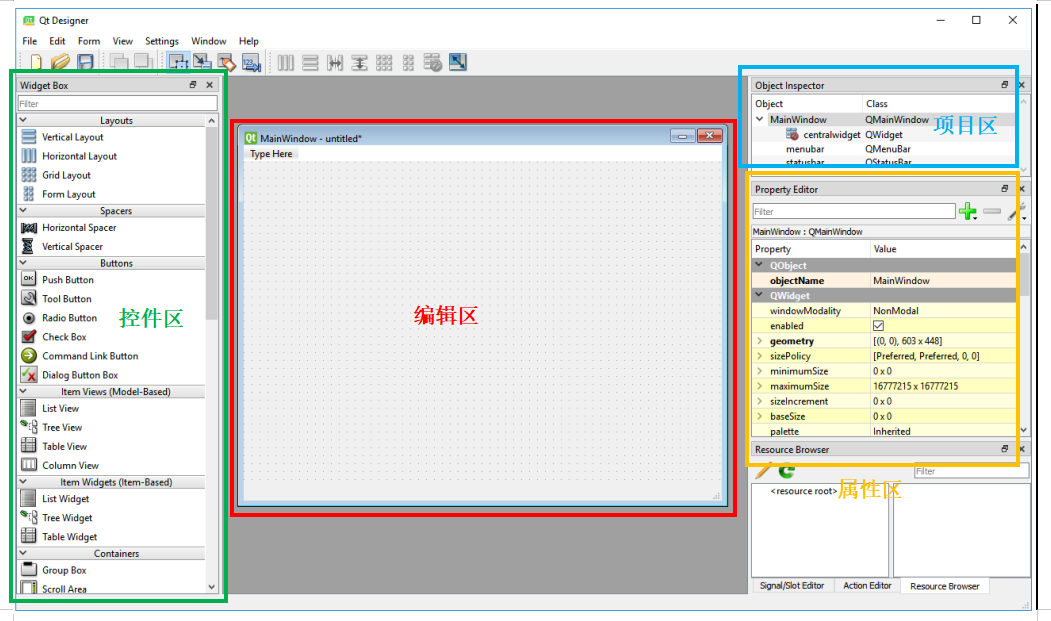 Qt Designer
File Edit Form View Settings Window Help
Widget Box
Filter
Layouts
Vertical Layout
Horizontal Layout
Grid Layout
Form Layout
Spacers
Horizontal Spacer
Vertical Spacer
Buttons
Push Button
Tool Button
Radio Button
Check Box
Command Link Button
Dialog Button Box
Item Views (Model-Based)
List View
Tree View
Table View
Column View
Item Widgets (Item-Based)
List Widget
Tree Widget
Table Widget
Containers
Group Box
Scroll Area
控件区
MainWindow - untitled*
Type Here
编辑区
Object Inspector
Object Class
MainWindow QMainWindow
centralwidget QWidget
menubar QMenuBar
statusbar QStatusBar
项目区
Property Editor
Filter
MainWindow : QMainWindow
Property Value
QObject
objectName MainWindow
QWidget
windowModality NonModal
enabled
geometry [(0, 0), 603 x 448]
sizePolicy [Preferred, Preferred, 0, 0]
minimumSize 0 x 0
maximumSize 16777215 x 16777215
sizeIncrement 0 x 0
baseSize 0 x 0
palette Inherited
Resource Browser
Filter
<resource root>
属性区
Signal/Slot Editor Action Editor Resource Browser